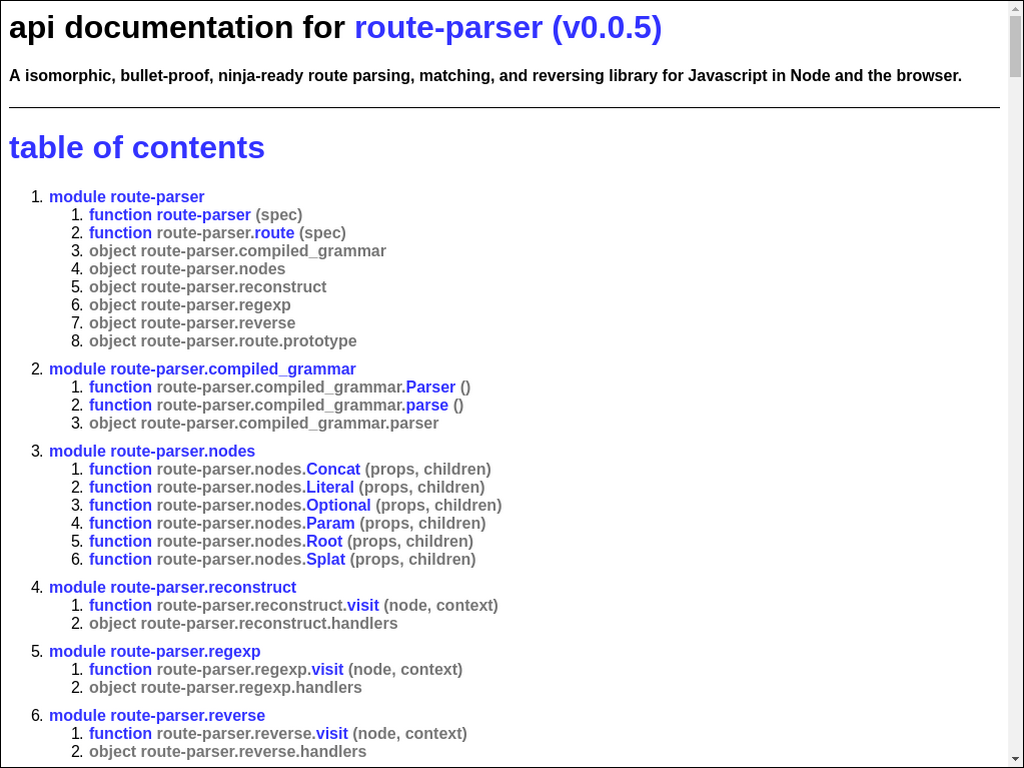 api documentation for route-parser (v0.0.5)
A isomorphic, bullet-proof, ninja-ready route parsing, matching, and reversing library for Javascript in Node and the browser.
table of contents
1. module route-parser
1. function route-parser (spec)
2. function route-parser.route (spec)
3. object route-parser.compiled_grammar
4. object route-parser.nodes
5. object route-parser.reconstruct
6. object route-parser.regexp
7. object route-parser.reverse
8. object route-parser.route.prototype
2. module route-parser.compiled_grammar
1. function route-parser.compiled_grammar.Parser ()
2. function route-parser.compiled_grammar.parse ()
3. object route-parser.compiled_grammar.parser
3. module route-parser.nodes
1. function route-parser.nodes.Concat (props, children)
2. function route-parser.nodes.Literal (props, children)
3. function route-parser.nodes.Optional (props, children)
4. function route-parser.nodes.Param (props, children)
5. function route-parser.nodes.Root (props, children)
6. function route-parser.nodes.Splat (props, children)
4. module route-parser.reconstruct
1. function route-parser.reconstruct.visit (node, context)
2. object route-parser.reconstruct.handlers
5. module route-parser.regexp
1. function route-parser.regexp.visit (node, context)
2. object route-parser.regexp.handlers
6. module route-parser.reverse
1. function route-parser.reverse.visit (node, context)
2. object route-parser.reverse.handlers